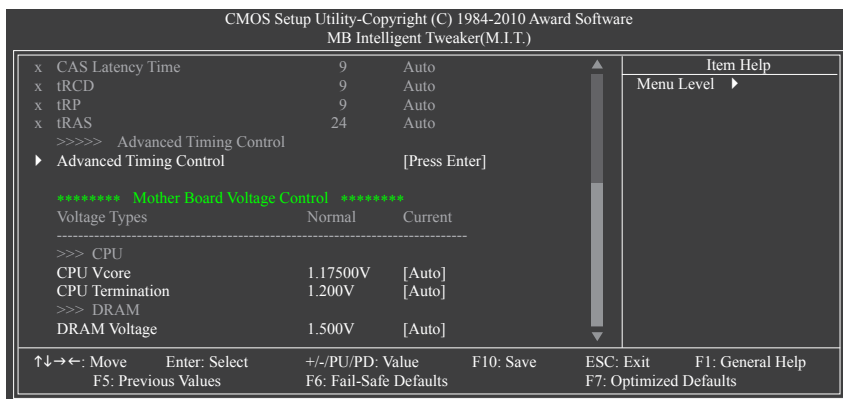 CMOS Setup Utility-Copyright (C) 1984-2010 Award Software
MB Intelligent Tweaker(M.I.T.)
x CAS Latency Time 9 Auto
x tRCD 9 Auto
x tRP 9 Auto
x tRAS 24 Auto
>>>>> Advanced Timing Control
▶ Advanced Timing Control [Press Enter]
******** Mother Board Voltage Control ********
Voltage Types Normal Current
-----------------------------------------------------------------------------
>>> CPU
CPU Vcore 1.17500V [Auto]
CPU Termination 1.200V [Auto]
>>> DRAM
DRAM Voltage 1.500V [Auto]
Item Help
Menu Level ▶
↑↓→←: Move Enter: Select +/-/PU/PD: Value F10: Save ESC: Exit F1: General Help
F5: Previous Values F6: Fail-Safe Defaults F7: Optimized Defaults